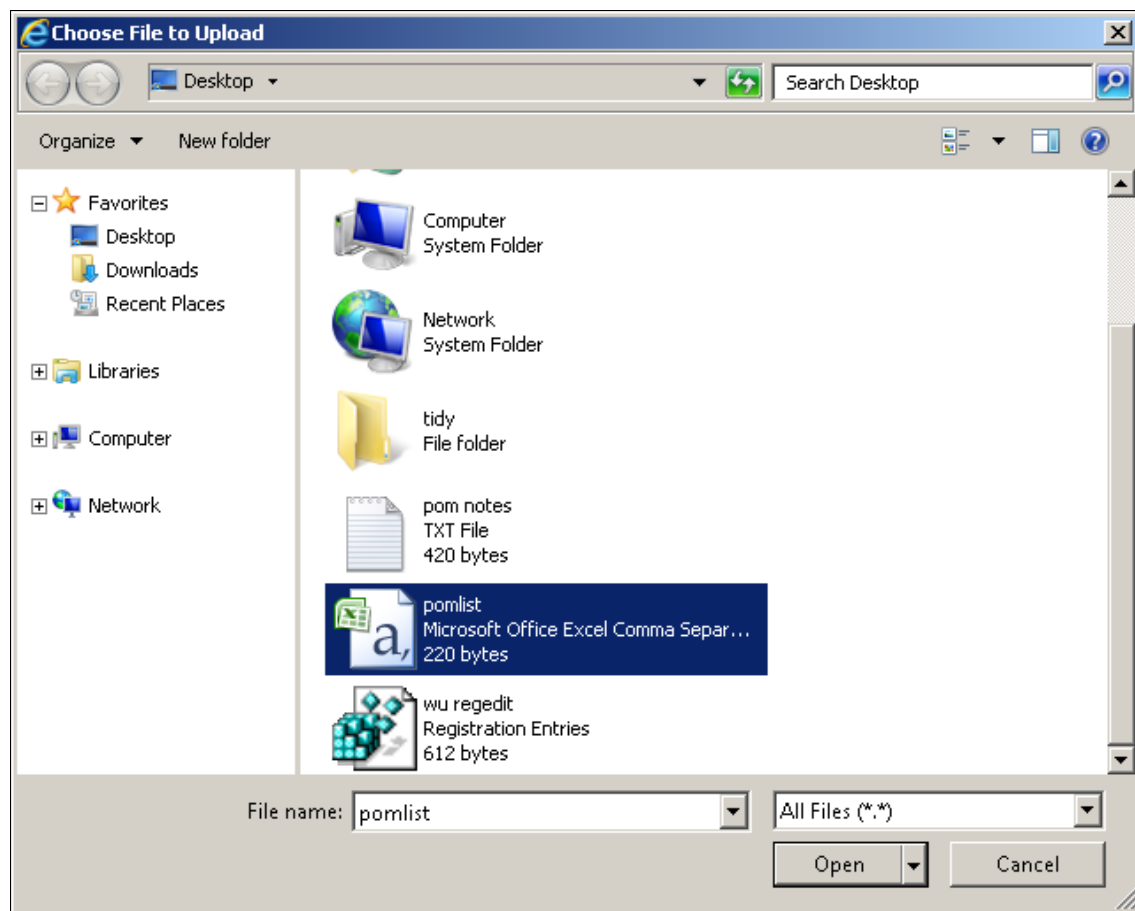 Choose File to Upload
Desktop
Search Desktop
Organize
New folder
Favorites
Desktop
Downloads
Recent Places
Libraries
Computer
Network
Computer
System Folder
Network
System Folder
tidy
File folder
pom notes
TXT File
420 bytes
pomlist
Microsoft Office Excel Comma Separ...
220 bytes
wu regedit
Registration Entries
612 bytes
File name: pomlist
All Files (*.*)
Open
Cancel